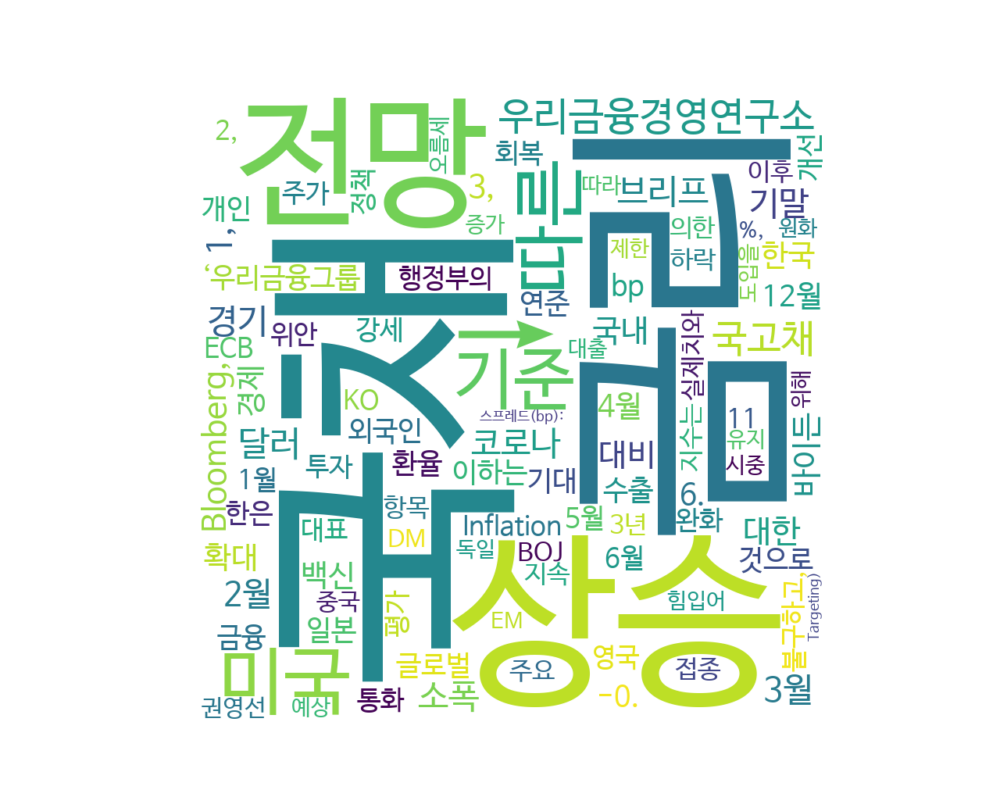 전망
우리금융경영연구소
2,
오름세
회복
개선
주가
정책
3,
따라
브리프
이후
기말
개인
1,
증가
다른
의한
%,
원화
금리
‘우리금융그룹
행정부의
제한
하락
도입을
한국
국채
연준
bp
12월
경기
위안
강세
→
국내
실제치와
국고채
ECB
기준
대출
Bloomberg,
경제
KO
스프레드(bp):
4월
지수는
11
위해
달러
외국인
코로나
대비
유지
바이든
1월
투자
환율
이하는
기대
수출
6.
시중
한은
항목
대표
DM
Inflation
5월
3년
완화
대한
확대
독일
BOJ
6월
것으로
백신
지속
2월
중국
평가
상승
힘입어
불구하고,
Targeting)
일본
EM
금융
미국
글로벌
주요
영국
접종
권영선
예상
통화
소폭
-0.
3월